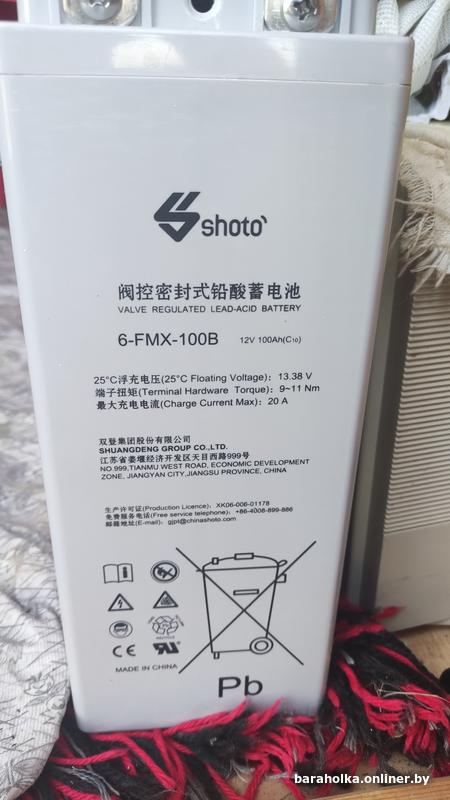 shoto
阀控密封式铅酸蓄电池
VALVE REGULATED LEAD-ACID BATTERY
6-FMX-100B 12V 100Ah(C₁₀)
25°C浮充电压(25°C Floating Voltage): 13.38 V
端子扭矩(Terminal Hardware Torque): 9~11 Nm
最大充电电流(Charge Current Max): 20 A
双登集团股份有限公司
SHUANGDENG GROUP CO.,LTD.
江苏省姜堰经济开发区天目西路999号
NO.999,TIANMU WEST ROAD, ECONOMIC DEVELOPMENT
ZONE, JIANGYAN CITY,JIANGSU PROVINCE, CHINA
生产许可证(Production Licence): XK06-006-01178
免费服务电话(Free service telephone): +86-4008-899-886
邮箱地址(E-mail): gjpt@chinashoto.com
RECYCLE
CE
MADE IN CHINA
Pb
baraholka.onliner.by